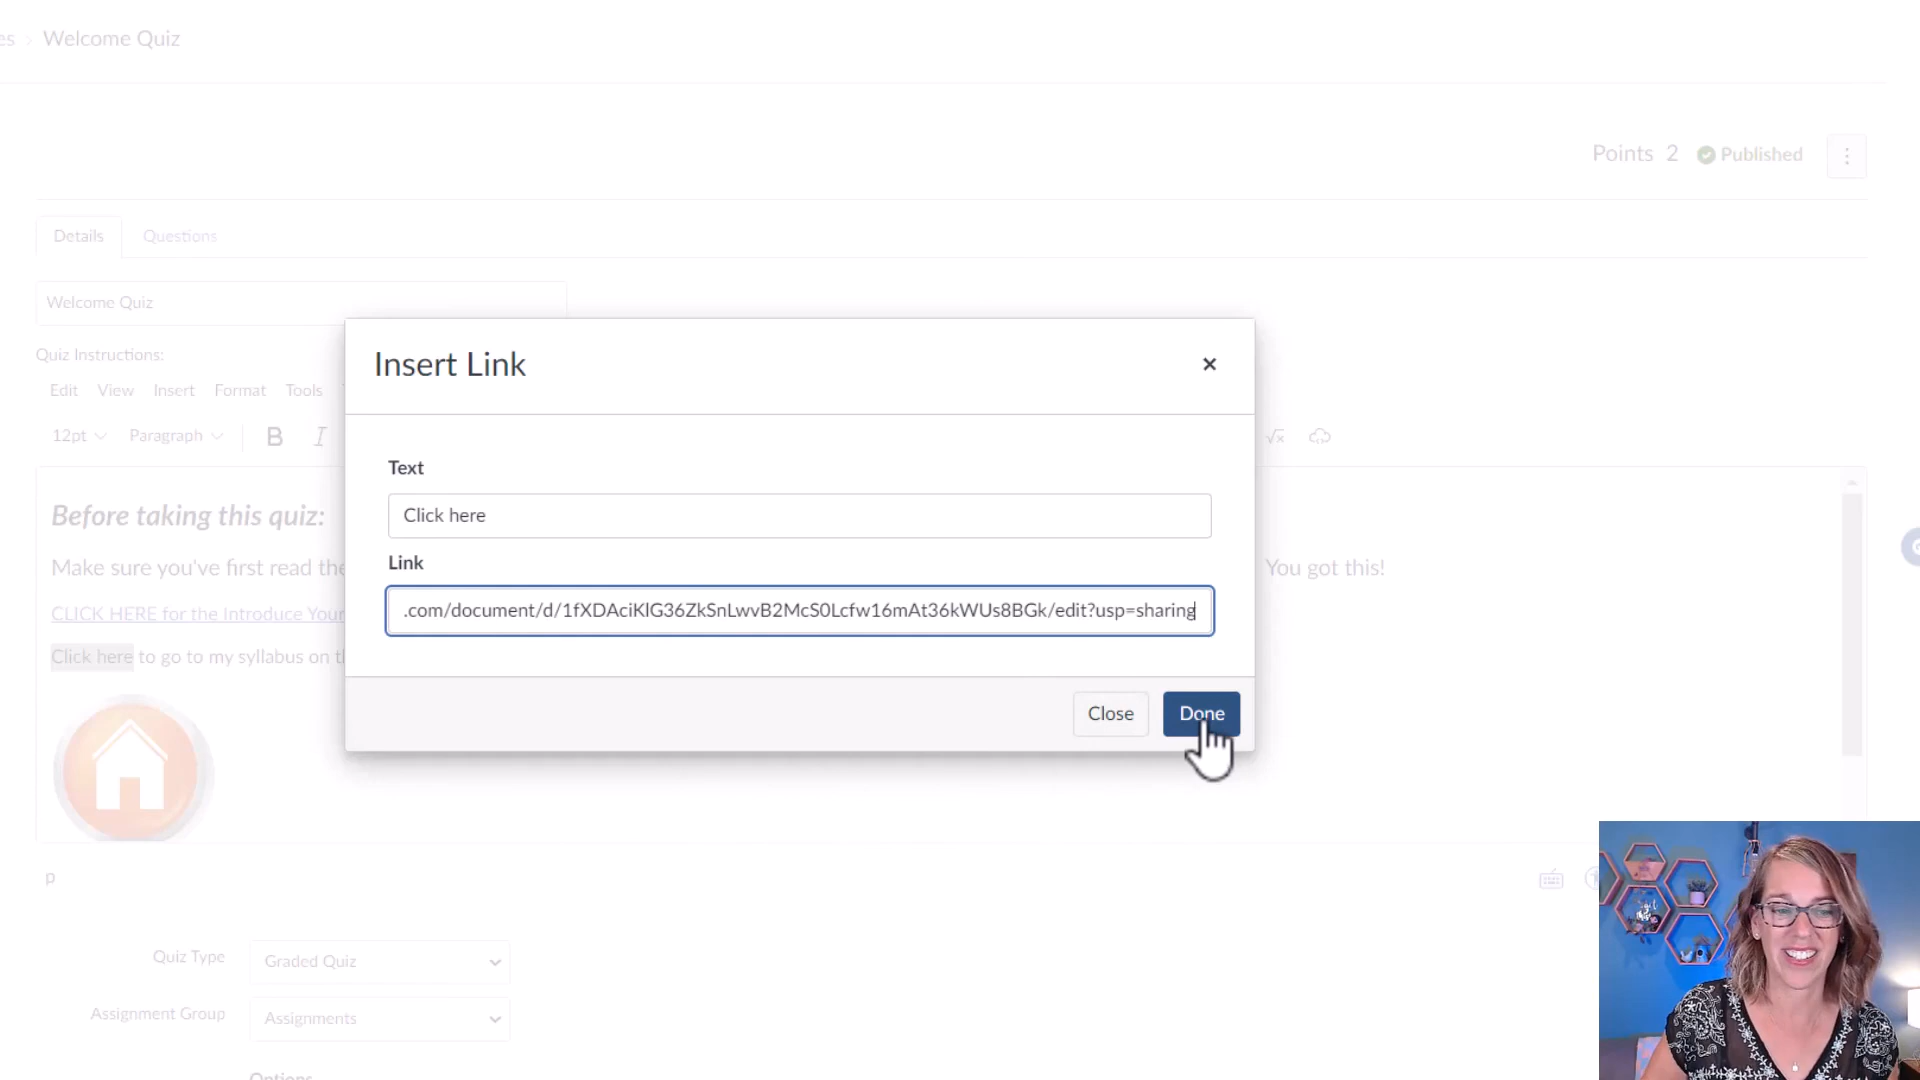 es > Welcome Quiz
Points 2 Published
Details Questions
Welcome Quiz
Quiz Instructions:
Edit View Insert Format Tools
12pt Paragraph B I
Insert Link ×
Text
Click here
Link
.com/document/d/1fXDAciKlG36ZkSnLwvB2McS0Lcfw16mAt36kWUs8BGk/edit?usp=sharing
Close Done
Before taking this quiz:
Make sure you've first read the You got this!
CLICK HERE for the Introduce Your
Click here to go to my syllabus on th
p
Quiz Type Graded Quiz
Assignment Group Assignments
Options